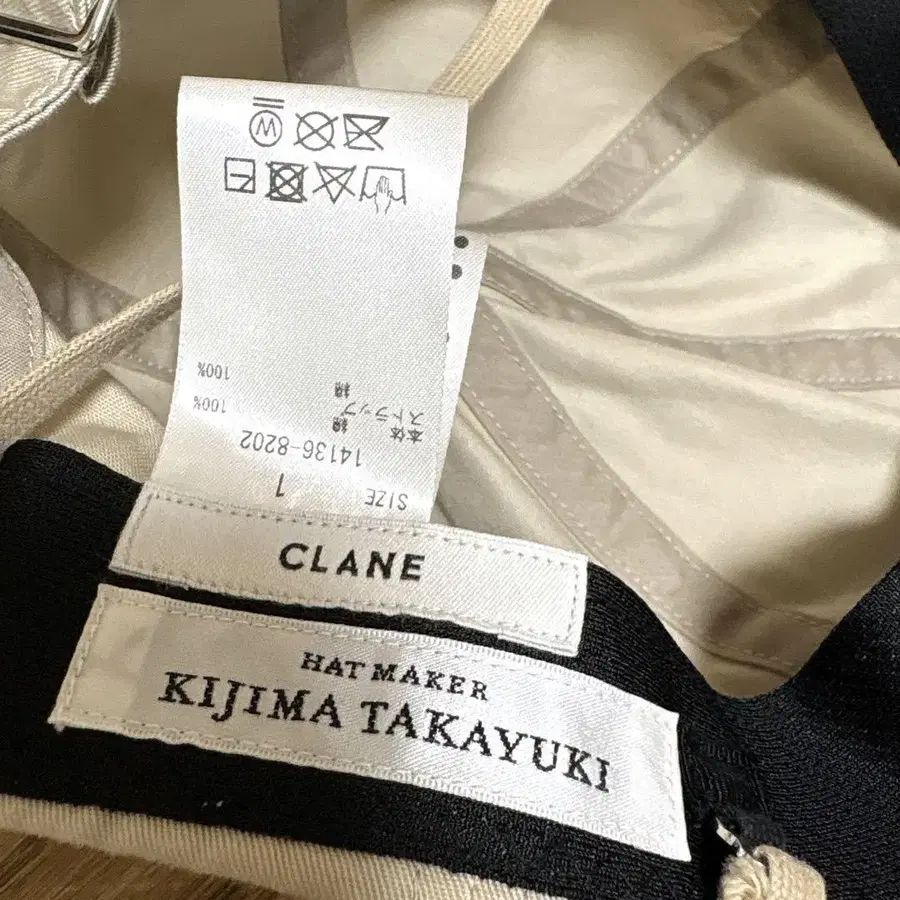 SIZE 1
14136-8202
本体 綿 100%
ストラップ 綿 100%
CLANE
HAT MAKER
KIJIMA TAKAYUKI